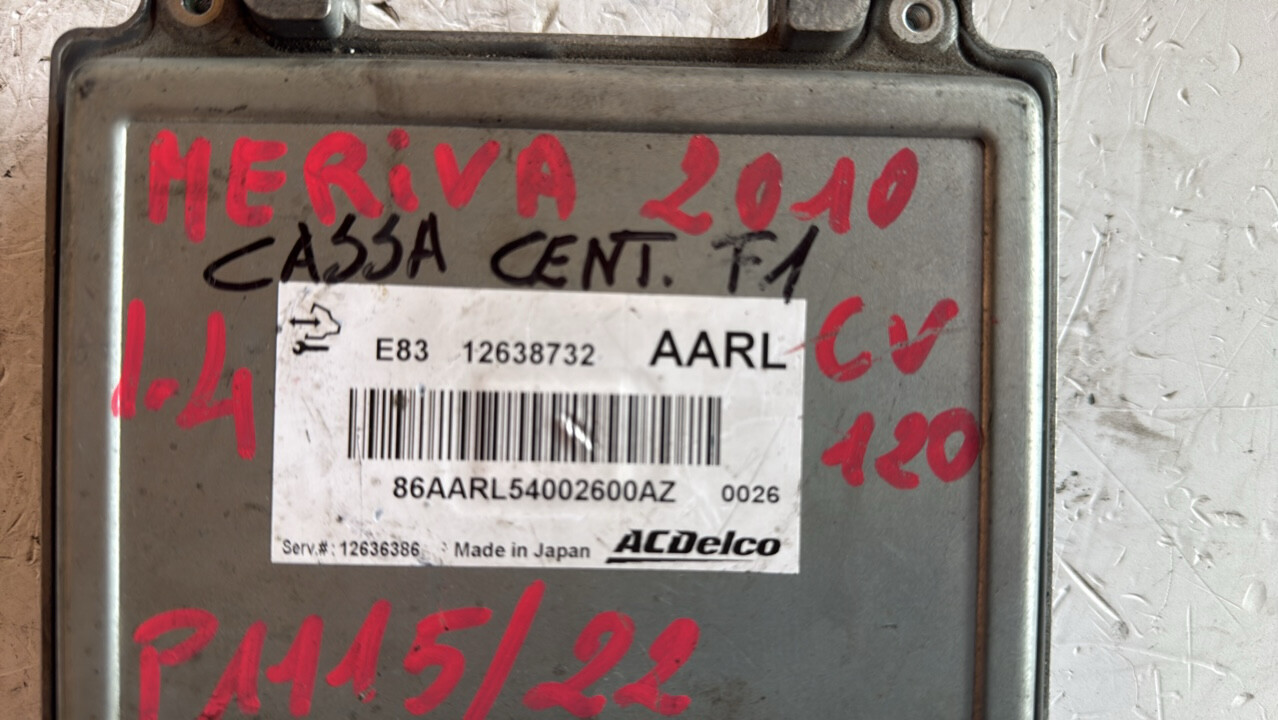 MERiVA 2010
CASSA CENT. F1
1.4
CV
120
E83 12638732 AARL
86AARL54002600AZ 0026
Serv.#: 12636386 Made in Japan ACDelco
P1115/22